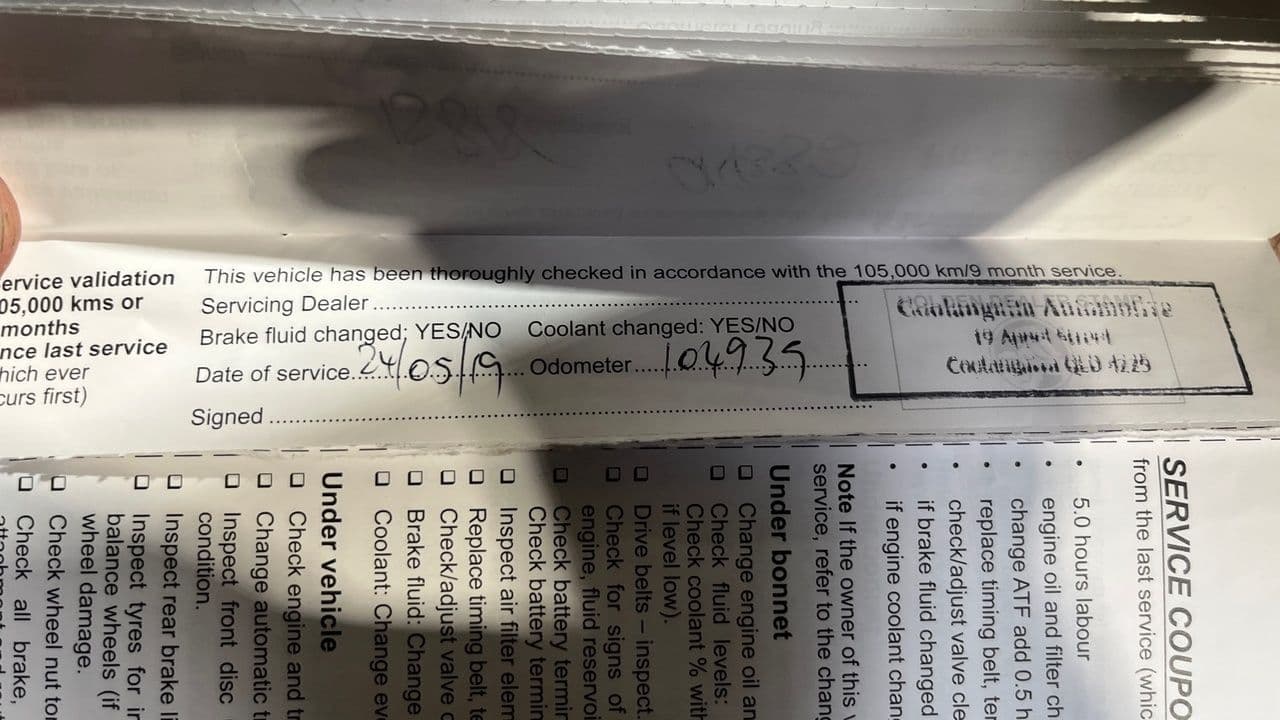 ervice validation
05,000 kms or
months
nce last service
hich ever
curs first)
This vehicle has been thoroughly checked in accordance with the 105,000 km/9 month service.
Servicing Dealer
Brake fluid changed; YES/NO Coolant changed: YES/NO
Date of service 24/05/19 Odometer 104939
Signed
19 Street
Coolangatta QLD 4225
SERVICE COUPO
from the last service (whic
• 5.0 hours labour
• engine oil and filter ch
• change ATF add 0.5 h
• replace timing belt, ter
• check/adjust valve cle
• if brake fluid changed
• if engine coolant chan
Note If the owner of this v
service, refer to the chang
Under bonnet
☐ Change engine oil an
☐ Check fluid levels:
Check coolant % with
if level low).
☐ Drive belts – inspect.
☐ Check for signs of
engine, fluid reservoi
☐ Check battery termin
Check battery termin
☐ Inspect air filter elem
☐ Replace timing belt, te
☐ Check/adjust valve c
☐ Brake fluid: Change
☐ Coolant: Change eve
Under vehicle
☐ Check engine and tr
☐ Change automatic t
☐ Inspect front disc
condition.
☐ Inspect rear brake li
☐ Inspect tyres for ir
balance wheels (if
wheel damage.
☐ Check wheel nut tor
☐ Check all brake,